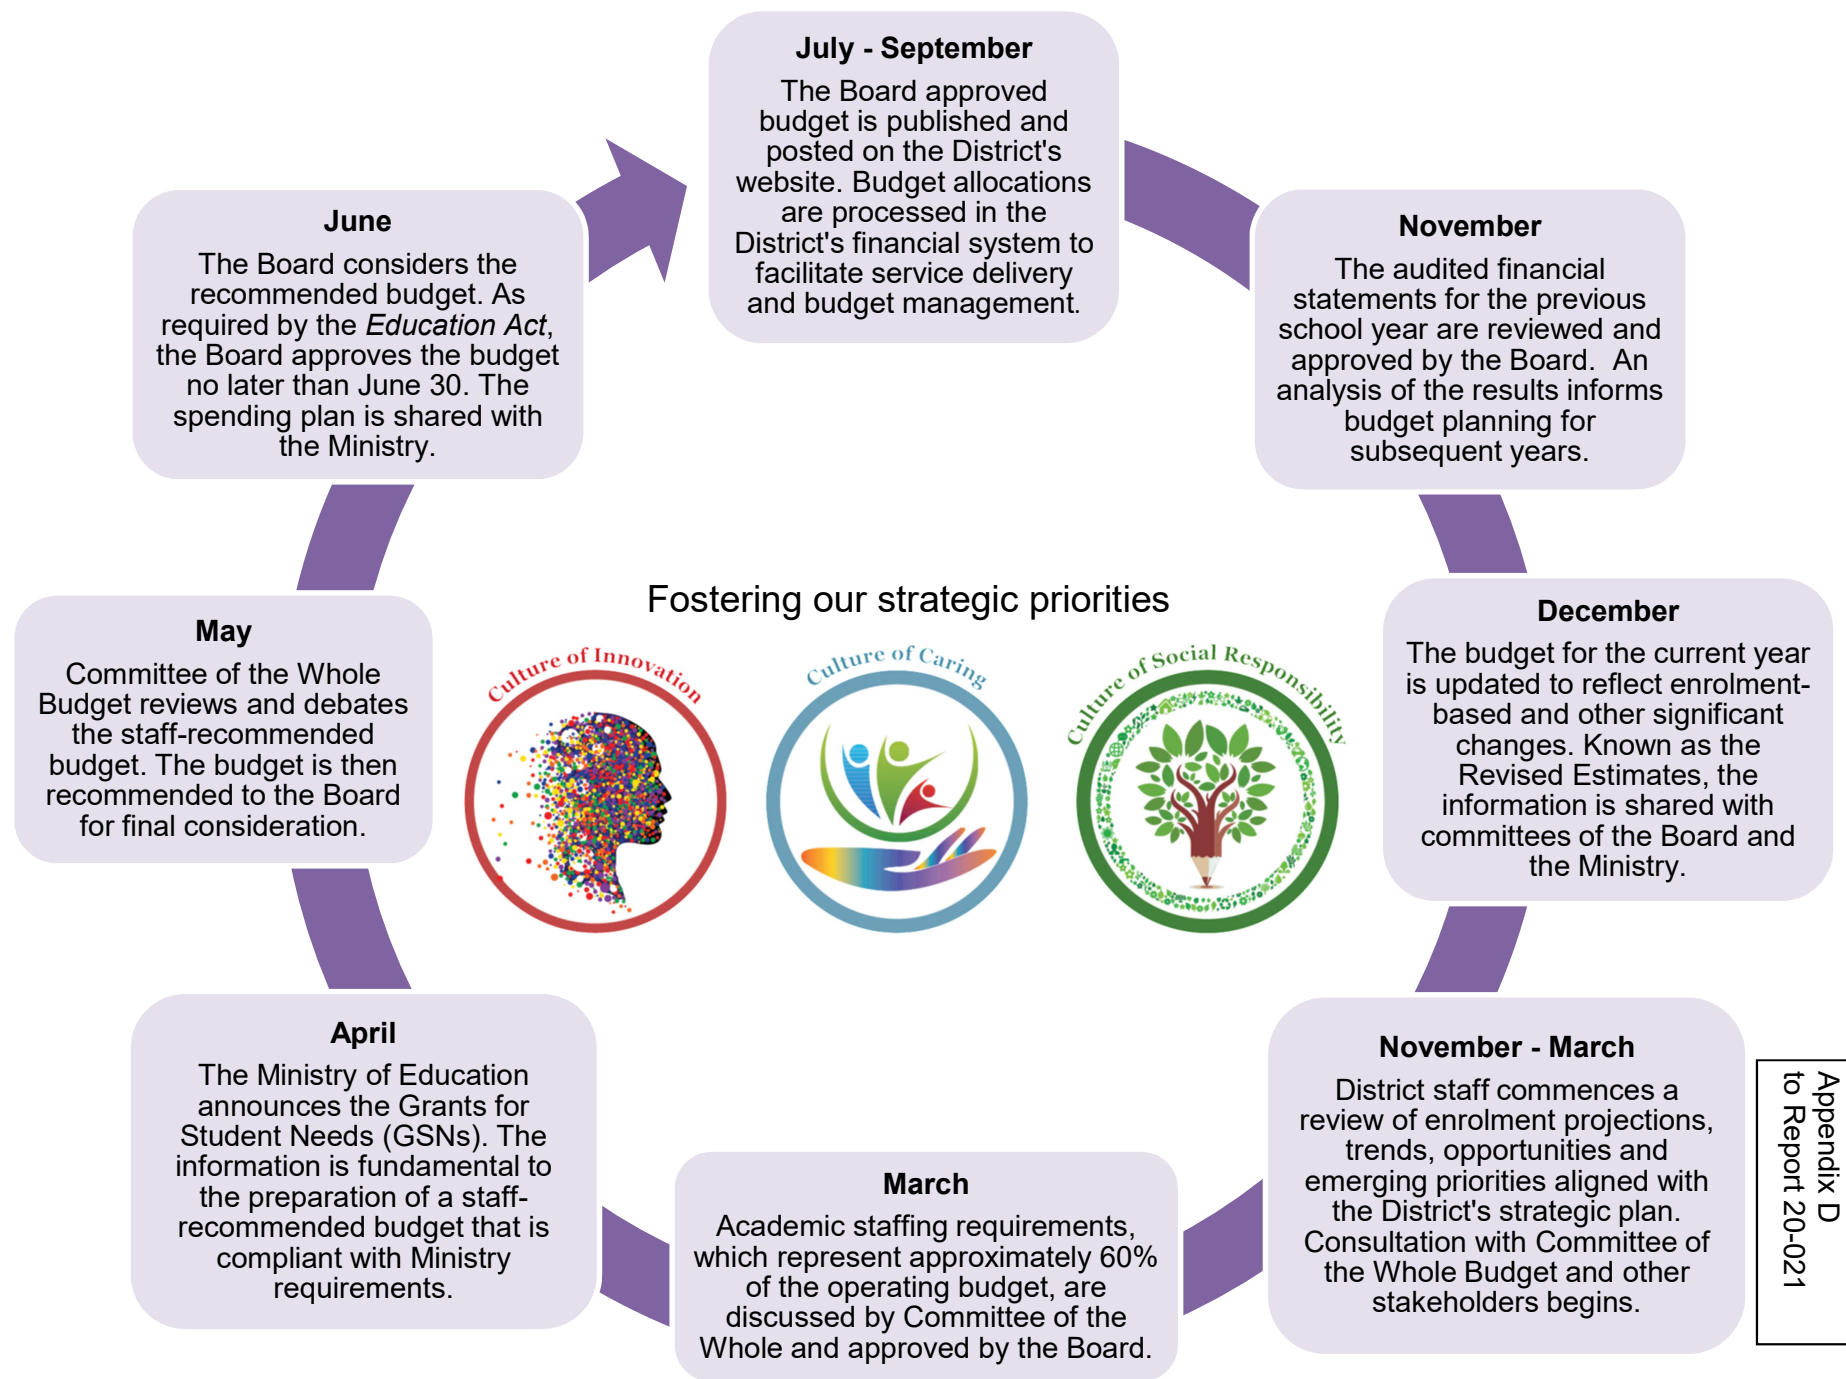 July - September
The Board approved
budget is published and
posted on the District's
website. Budget allocations
are processed in the
District's financial system to
facilitate service delivery
and budget management.
November
The audited financial
statements for the previous
school year are reviewed and
approved by the Board.  An
analysis of the results informs
budget planning for
subsequent years.
December
The budget for the current year
is updated to reflect enrolment-
based and other significant
changes. Known as the
Revised Estimates, the
information is shared with
committees of the Board and
the Ministry.
November - March
District staff commences a
review of enrolment projections,
trends, opportunities and
emerging priorities aligned with
the District's strategic plan.
Consultation with Committee of
the Whole Budget and other
stakeholders begins.
March
Academic staffing requirements,
which represent approximately 60%
of the operating budget, are
discussed by Committee of the
Whole and approved by the Board.
April
The Ministry of Education
announces the Grants for
Student Needs (GSNs). The
information is fundamental to
the preparation of a staff-
recommended budget that is
compliant with Ministry
requirements.
May
Committee of the Whole
Budget reviews and debates
the staff-recommended
budget. The budget is then
recommended to the Board
for final consideration.
June
The Board considers the
recommended budget. As
required by the Education Act,
the Board approves the budget
no later than June 30. The
spending plan is shared with
the Ministry.
Fostering our strategic priorities
Culture of Innovation
Culture of Caring
Culture of Social Responsibility
Appendix D
to Report 20-021